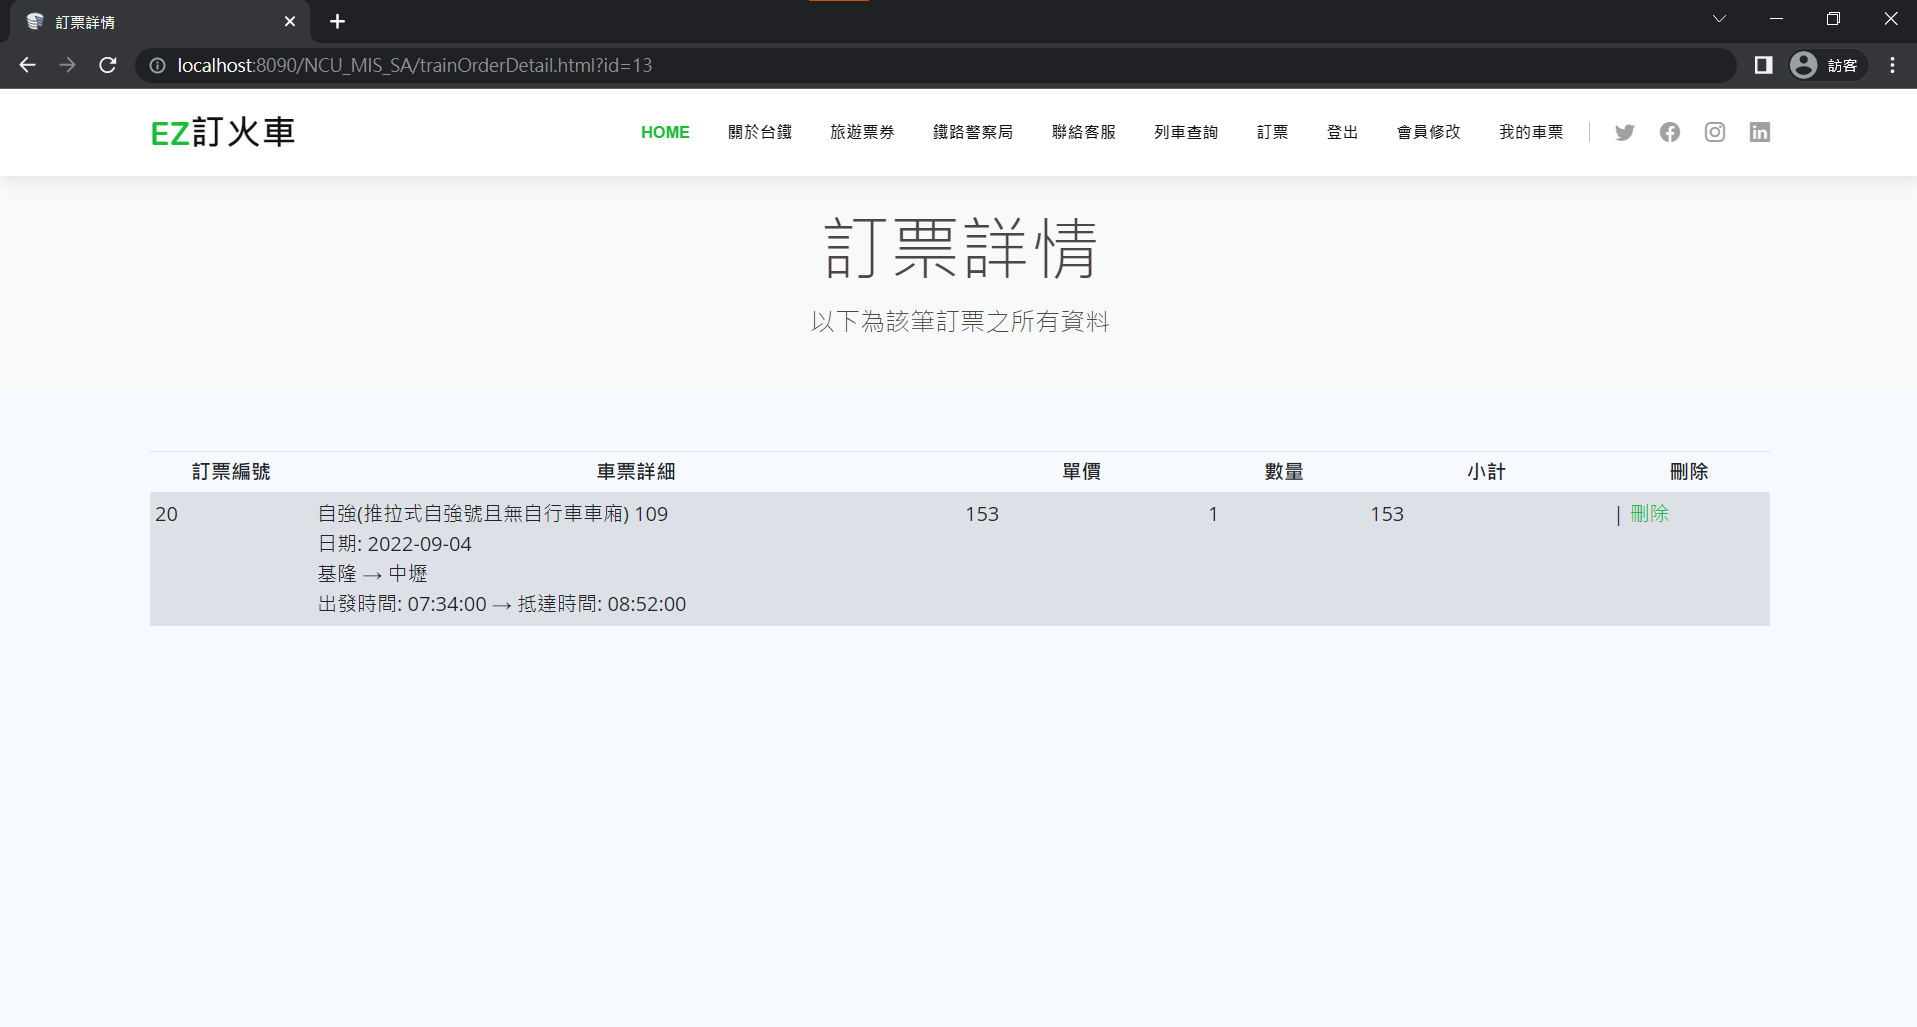 訂票詳情
localhost:8090/NCU_MIS_SA/trainOrderDetail.html?id=13
訪客
EZ訂火車
HOME 關於台鐵 旅遊票券 鐵路警察局 聯絡客服 列車查詢 訂票 登出 會員修改 我的車票
訂票詳情
以下為該筆訂票之所有資料
訂票編號 車票詳細 單價 數量 小計 刪除
20 自強(推拉式自強號且無自行車車廂) 109 153 1 153 | 刪除
日期: 2022-09-04
基隆 → 中壢
出發時間: 07:34:00 → 抵達時間: 08:52:00